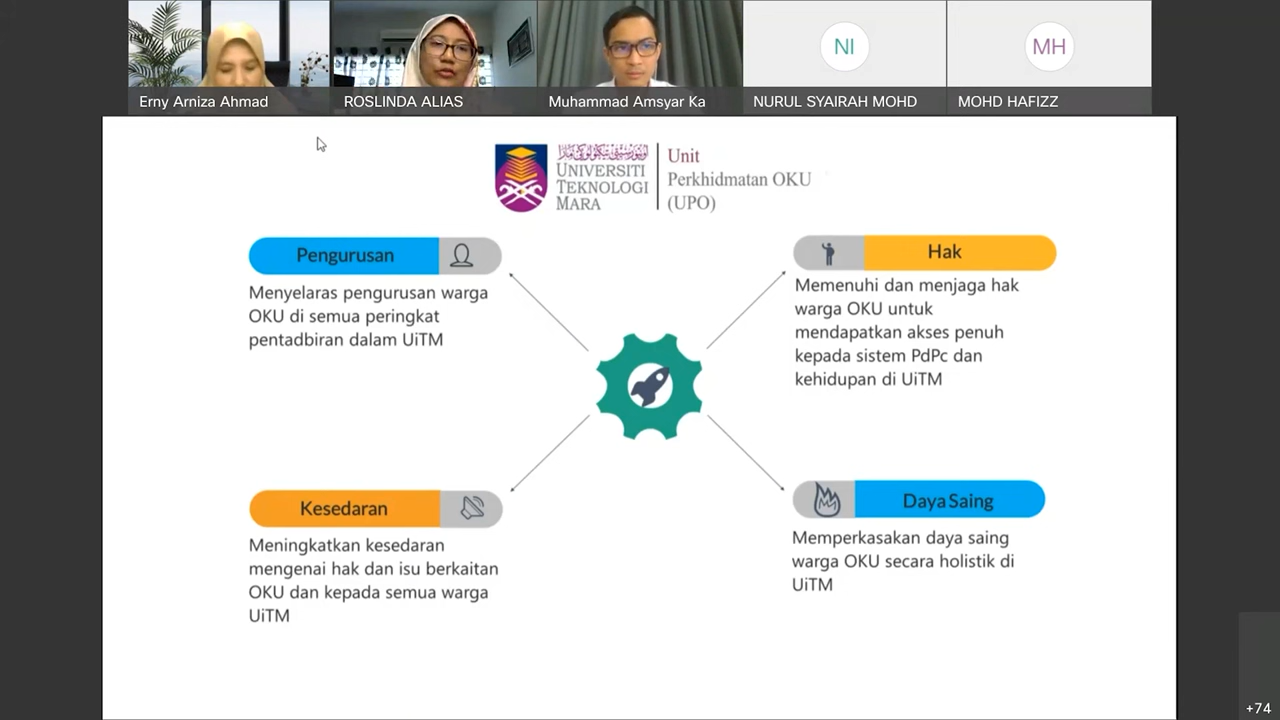 Erny Arniza Ahmad
ROSLINDA ALIAS
Muhammad Amsyar Ka
NI
NURUL SYAIRAH MOHD
MH
MOHD HAFIZZ
اونيۏرسيتي تيكنولوݢي مارا
UNIVERSITI
TEKNOLOGI
MARA
Unit
Perkhidmatan OKU
(UPO)
Pengurusan
Menyelaras pengurusan warga
OKU di semua peringkat
pentadbiran dalam UiTM
Hak
Memenuhi dan menjaga hak
warga OKU untuk
mendapatkan akses penuh
kepada sistem PdPc dan
kehidupan di UiTM
Kesedaran
Meningkatkan kesedaran
mengenai hak dan isu berkaitan
OKU dan kepada semua warga
UiTM
Daya Saing
Memperkasakan daya saing
warga OKU secara holistik di
UiTM
+74